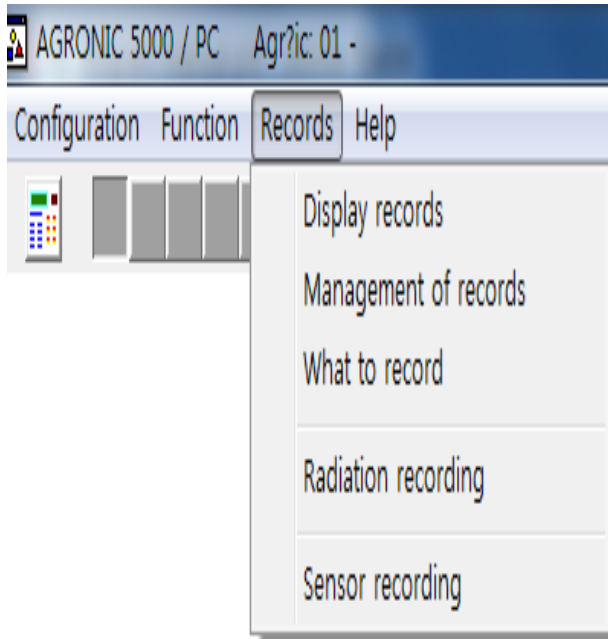 AGRONIC 5000 / PC Agr?ic: 01 -
Configuration Function Records Help
Display records
Management of records
What to record
Radiation recording
Sensor recording